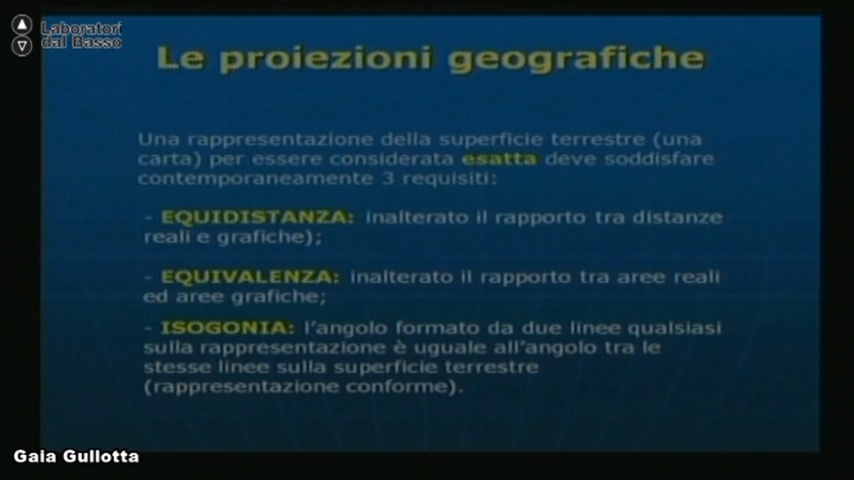 Laboratori
dal Basso
Le proiezioni geografiche
Una rappresentazione della superficie terrestre (una
carta) per essere considerata esatta deve soddisfare
contemporaneamente 3 requisiti:
- EQUIDISTANZA: inalterato il rapporto tra distanze
reali e grafiche);
- EQUIVALENZA: inalterato il rapporto tra aree reali
ed aree grafiche;
- ISOGONIA: l'angolo formato da due linee qualsiasi
sulla rappresentazione è uguale all'angolo tra le
stesse linee sulla superficie terrestre
(rappresentazione conforme).
Gaia Gullotta